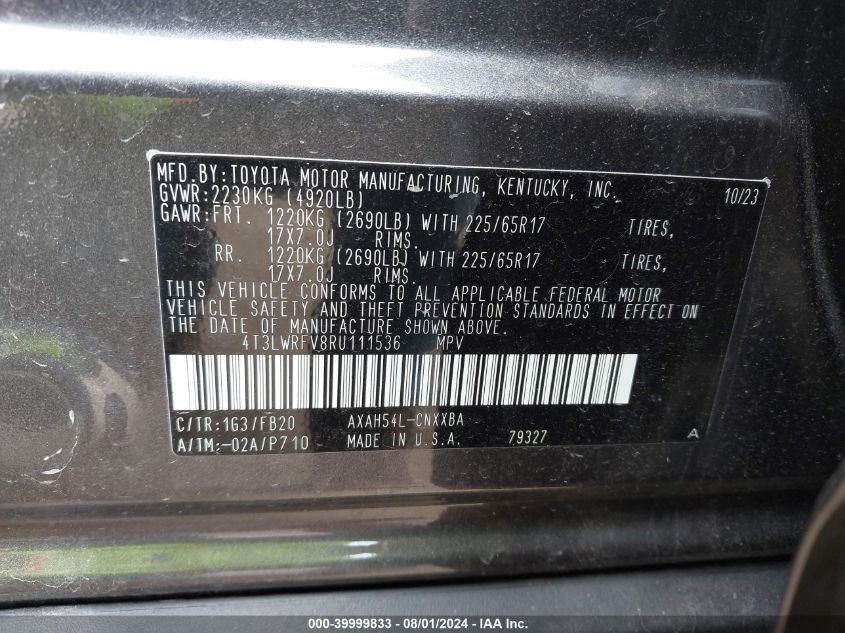 MFD.BY:TOYOTA MOTOR MANUFACTURING, KENTUCKY, INC. 10/23
GVWR:2230KG (4920LB)
GAWR:FRT. 1220KG (2690LB) WITH 225/65R17 TIRES,
17X7.0J RIMS.
RR. 1220KG (2690LB) WITH 225/65R17 TIRES,
17X7.0J RIMS.
THIS VEHICLE CONFORMS TO ALL APPLICABLE FEDERAL MOTOR
VEHICLE SAFETY AND THEFT PREVENTION STANDARDS IN EFFECT ON
THE DATE OF MANUFACTURE SHOWN ABOVE.
4T3LWRFV8RU111536 MPV
C/TR:1G3/FB20 AXAH54L-CNXXBA
A/TM:-02A/P710 MADE IN U.S.A. 79327 A
000-39999833 - 08/01/2024 - IAA Inc.